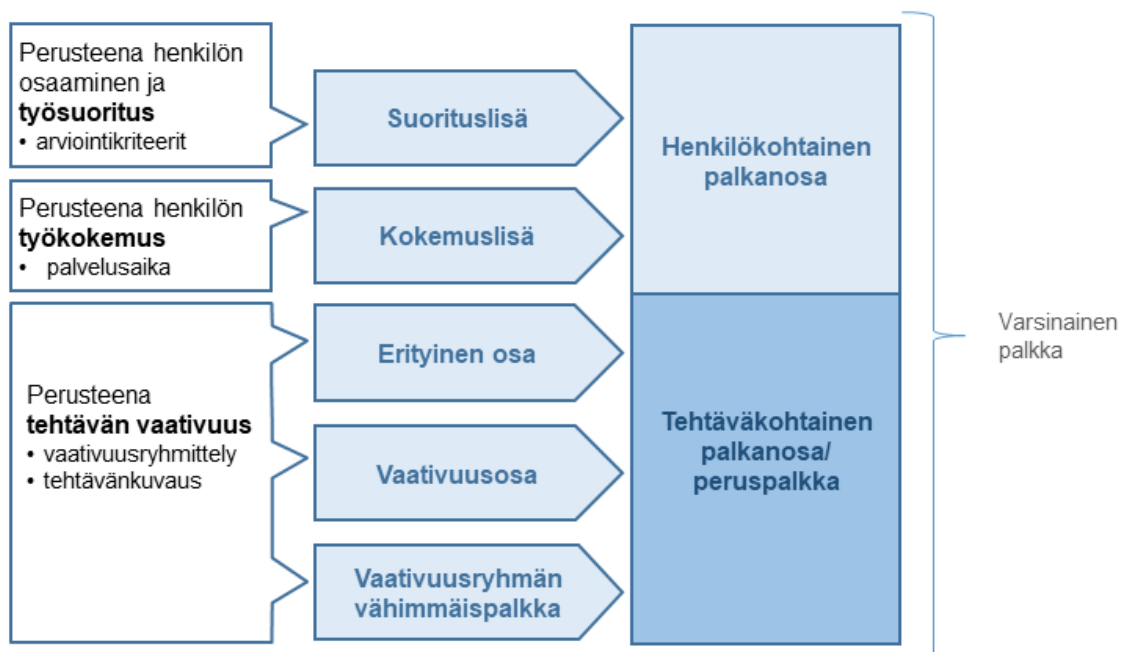 Perusteena henkilön
osaaminen ja
työsuoritus
• arviointikriteerit
Suorituslisä
Henkilökohtainen
palkanosa
Perusteena henkilön
työkokemus
• palvelusaika
Kokemuslisä
Erityinen osa
Varsinainen
palkka
Perusteena
tehtävän vaativuus
• vaativuusryhmittely
• tehtävänkuvaus
Vaativuusosa
Tehtäväkohtainen
palkanosa/
peruspalkka
Vaativuusryhmän
vähimmäispalkka